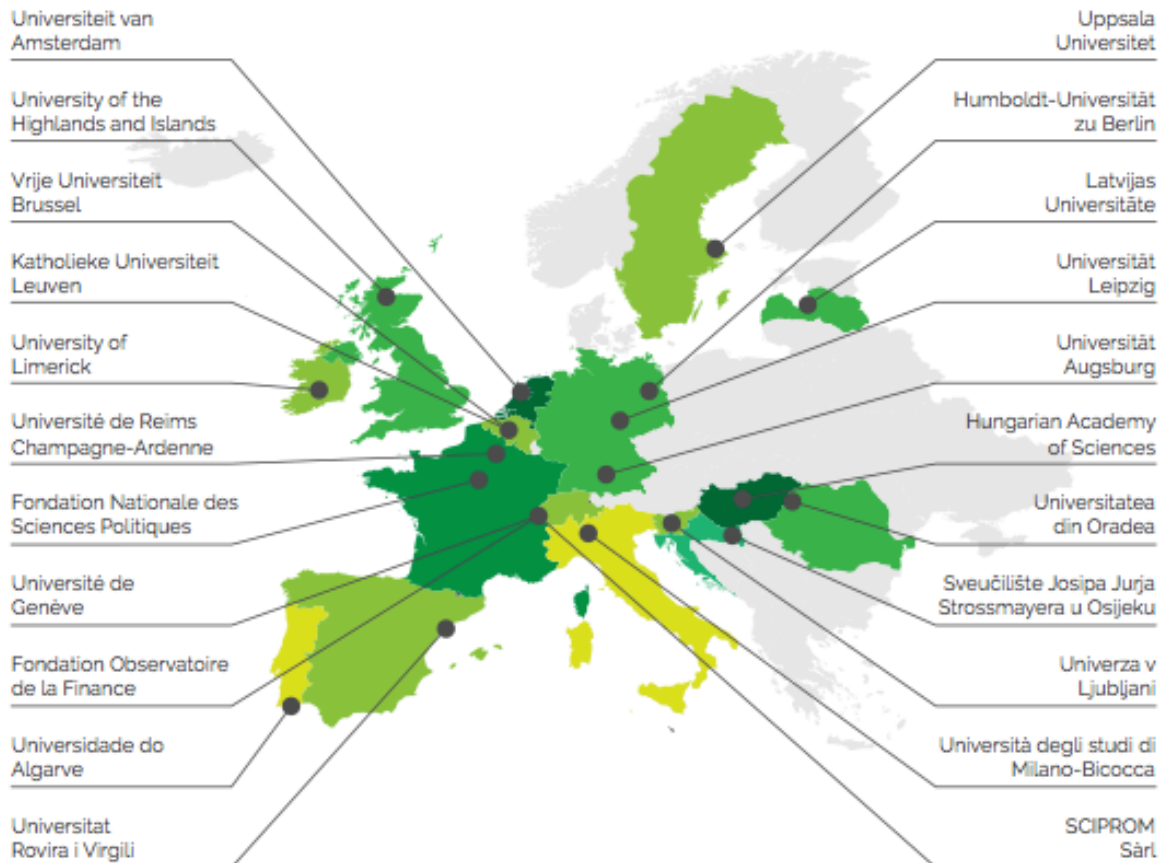 Universiteit van
Amsterdam
University of the
Highlands and Islands
Vrije Universiteit
Brussel
Katholieke Universiteit
Leuven
University of
Limerick
Université de Reims
Champagne-Ardenne
Fondation Nationale des
Sciences Politiques
Université de
Genève
Fondation Observatoire
de la Finance
Universidade do
Algarve
Universitat
Rovira i Virgili
Uppsala
Universitet
Humboldt-Universität
zu Berlin
Latvijas
Universitāte
Universität
Leipzig
Universität
Augsburg
Hungarian Academy
of Sciences
Universitatea
din Oradea
Sveučilište Josipa Jurja
Strossmayera u Osijeku
Univerza v
Ljubljani
Università degli studi di
Milano-Bicocca
SCIPROM
Sàrl